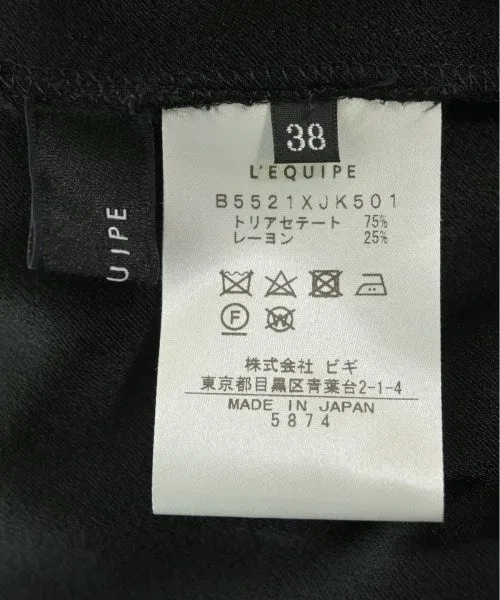 38
L'EQUIPE
B5521XJK501
トリアセテート 75%
レーヨン 25%
F W
株式会社 ビギ
東京都目黒区青葉台2-1-4
MADE IN JAPAN
5874
UIPE